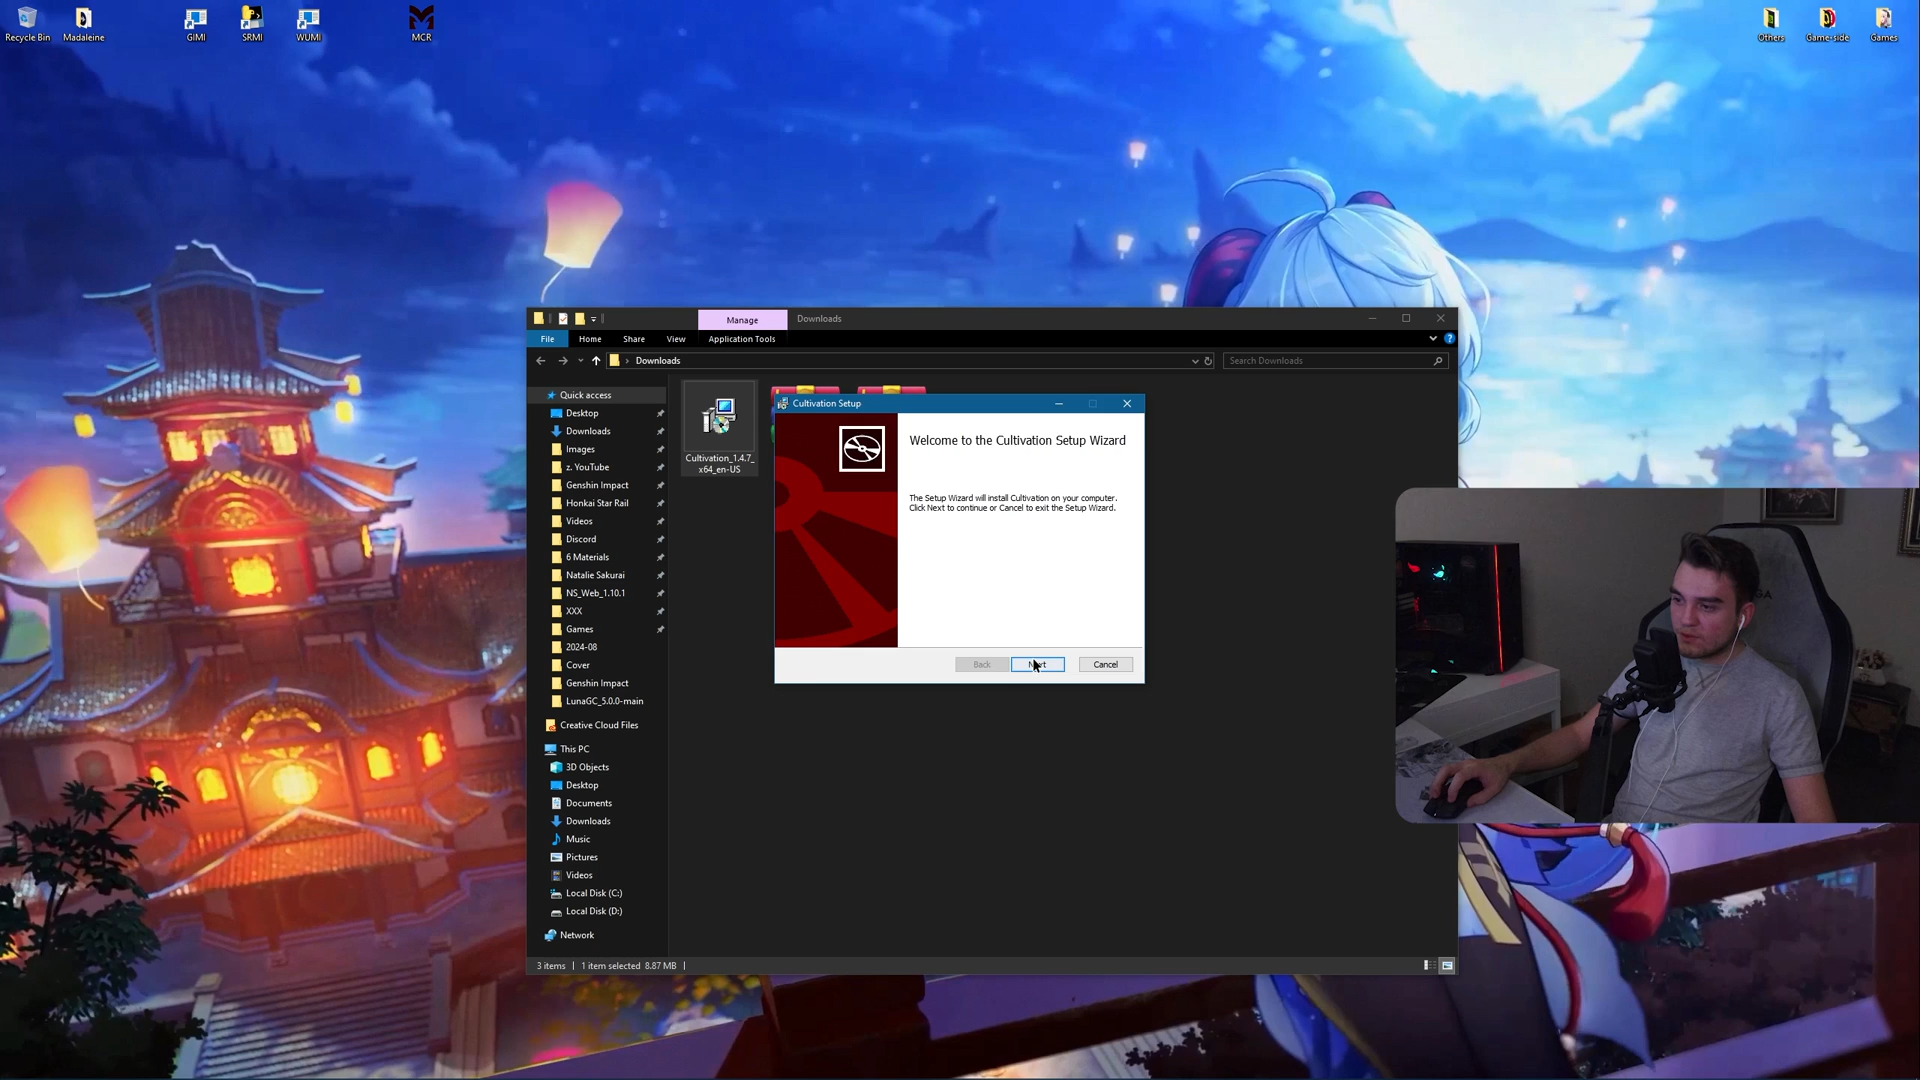 Recycle Bin
Madaleine
GIMI
SRMI
WUMI
MCR
Others
Game-side
Games
Manage
Downloads
File
Home
Share
View
Application Tools
Downloads
Search Downloads
Quick access
Desktop
Downloads
Images
z. YouTube
Genshin Impact
Honkai Star Rail
Videos
Discord
6 Materials
Natalie Sakurai
NS_Web_1.10.1
XXX
Games
2024-08
Cover
Genshin Impact
LunaGC_5.0.0-main
Creative Cloud Files
This PC
3D Objects
Desktop
Documents
Downloads
Music
Pictures
Videos
Local Disk (C:)
Local Disk (D:)
Network
Cultivation_1.4.7_
x64_en-US
Cultivation Setup
Welcome to the Cultivation Setup Wizard
The Setup Wizard will install Cultivation on your computer.
Click Next to continue or Cancel to exit the Setup Wizard.
Back
Next
Cancel
3 items
1 item selected 8.87 MB